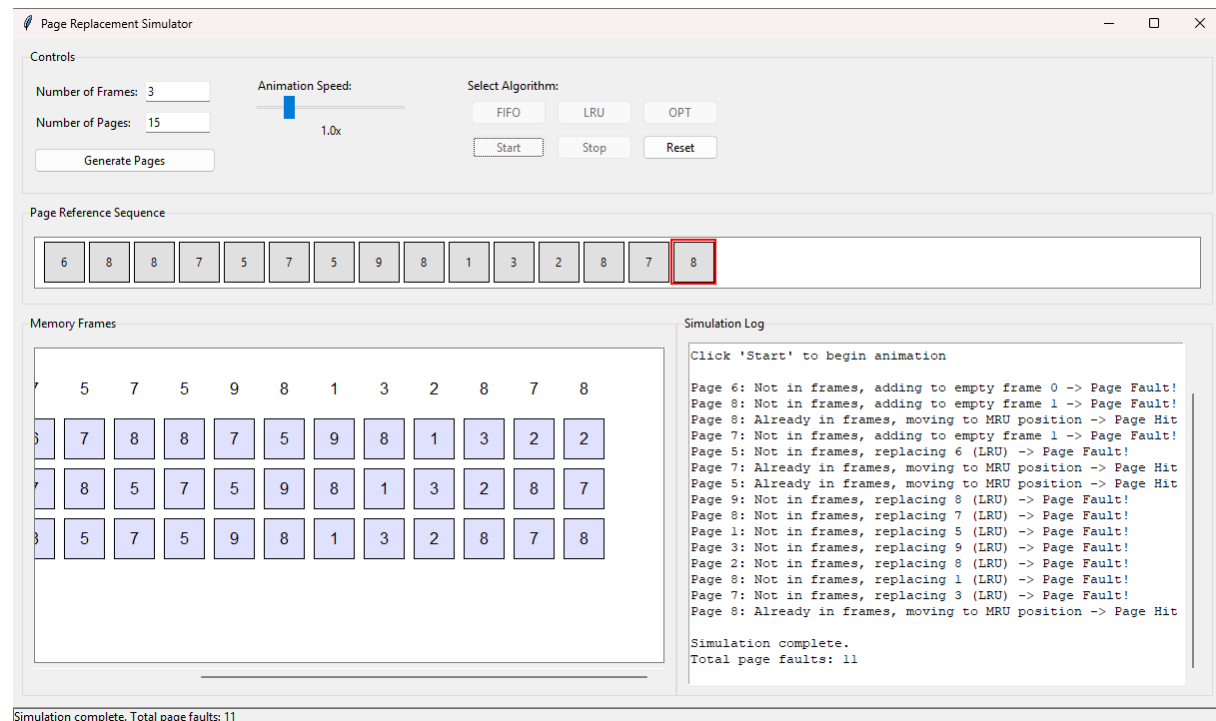 Page Replacement Simulator
Controls
Number of Frames: 3
Number of Pages: 15
Generate Pages
Animation Speed:
1.0x
Select Algorithm:
FIFO LRU OPT
Start Stop Reset
Page Reference Sequence
6 8 8 7 5 7 5 9 8 1 3 2 8 7 8
Memory Frames
5 7 5 9 8 1 3 2 8 7 8
7 8 8 7 5 9 8 1 3 2 2
8 5 7 5 9 8 1 3 2 8 7
5 7 5 9 8 1 3 2 8 7 8
Simulation Log
Click 'Start' to begin animation
Page 6: Not in frames, adding to empty frame 0 -> Page Fault!
Page 8: Not in frames, adding to empty frame 1 -> Page Fault!
Page 8: Already in frames, moving to MRU position -> Page Hit
Page 7: Not in frames, adding to empty frame 1 -> Page Fault!
Page 5: Not in frames, replacing 6 (LRU) -> Page Fault!
Page 7: Already in frames, moving to MRU position -> Page Hit
Page 5: Already in frames, moving to MRU position -> Page Hit
Page 9: Not in frames, replacing 8 (LRU) -> Page Fault!
Page 8: Not in frames, replacing 7 (LRU) -> Page Fault!
Page 1: Not in frames, replacing 5 (LRU) -> Page Fault!
Page 3: Not in frames, replacing 9 (LRU) -> Page Fault!
Page 2: Not in frames, replacing 8 (LRU) -> Page Fault!
Page 8: Not in frames, replacing 1 (LRU) -> Page Fault!
Page 7: Not in frames, replacing 3 (LRU) -> Page Fault!
Page 8: Already in frames, moving to MRU position -> Page Hit
Simulation complete.
Total page faults: 11
Simulation complete. Total page faults: 11